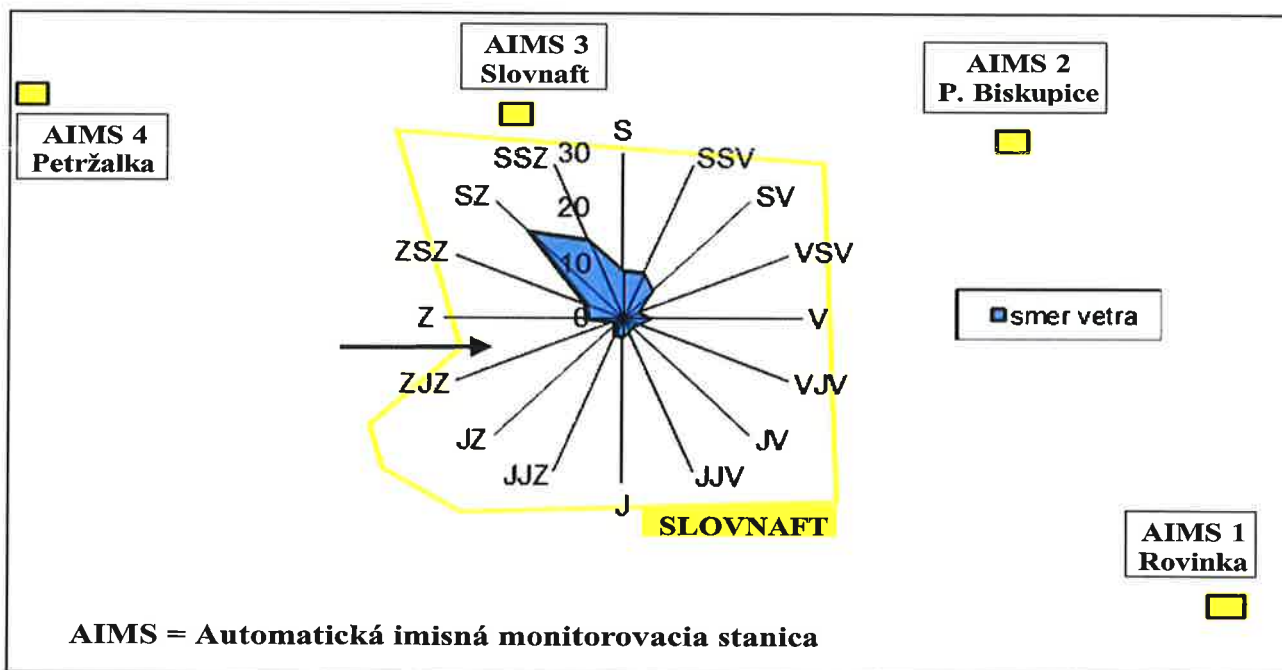 AIMS 3
Slovnaft
AIMS 2
P. Biskupice
AIMS 4
Petržalka
S
SSZ
30
SSV
SZ
20
SV
ZSZ
10
VSV
Z
0
V
smer vetra
ZJZ
VJV
JZ
JV
JJZ
JJV
J
SLOVNAFT
AIMS 1
Rovinka
AIMS = Automatická imisná monitorovacia stanica